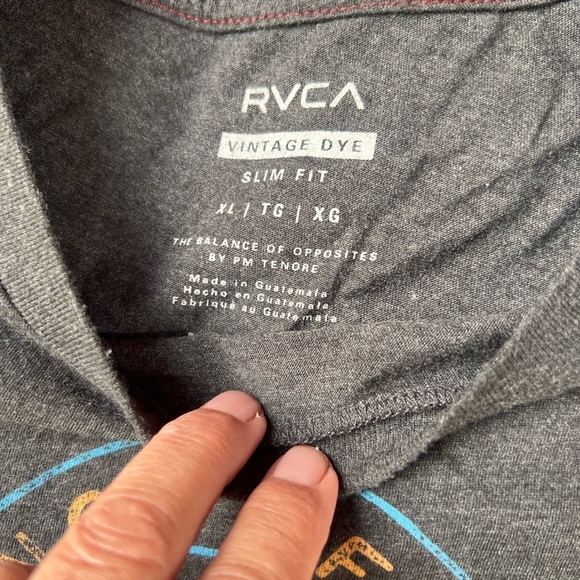 RVCA
VINTAGE DYE
SLIM FIT
XL | TG | XG
THE BALANCE OF OPPOSITES
BY PM TENORE
Made in Guatemala
Hecho en Guatemala
Fabriqué au Guatemala